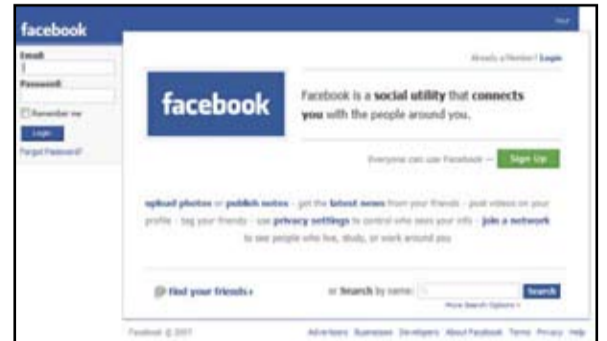 facebook
Tour
Email:
Password:
Remember me
Login
Forgot Password?
Already a Member? Login
facebook
Facebook is a social utility that connects
you with the people around you.
Everyone can use Facebook — Sign Up
upload photos or publish notes - get the latest news from your friends - post videos on your
profile - tag your friends - use privacy settings to control who sees your info - join a network
to see people who live, study, or work around you
Find your friends ▸
or Search by name: Search
More Search Options ▸
Facebook © 2007
Advertisers Businesses Developers About Facebook Terms Privacy Help